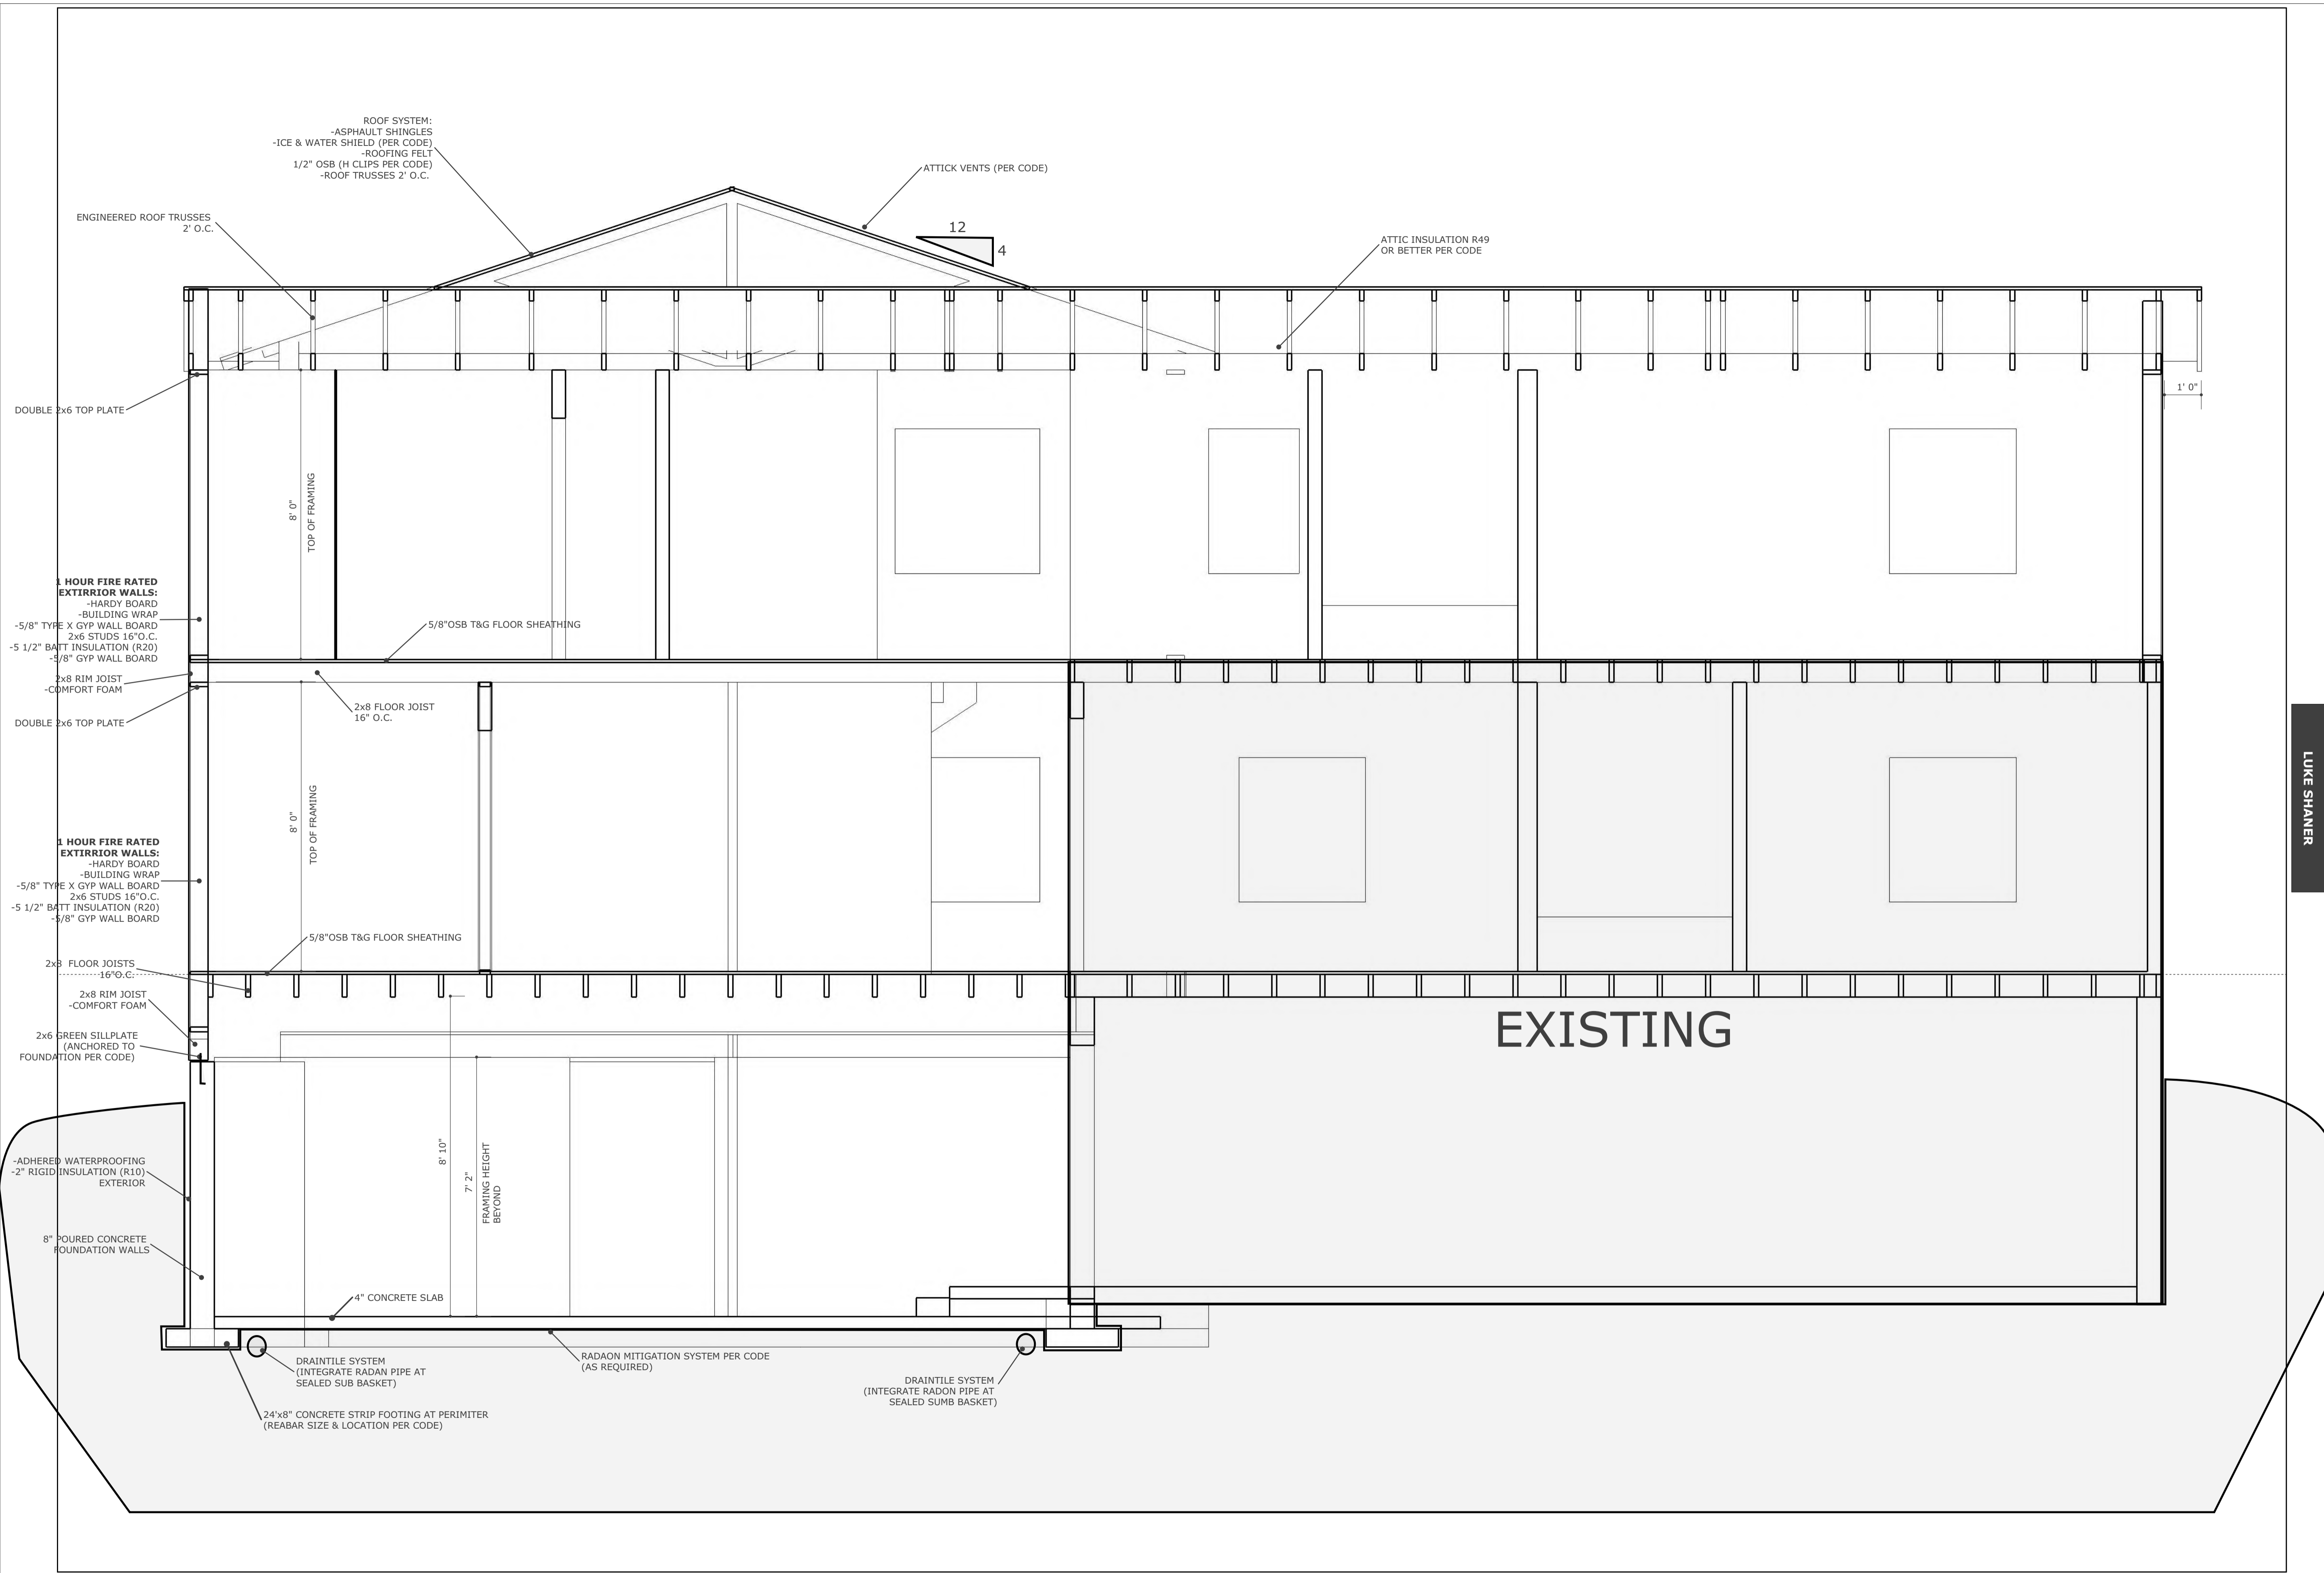 ROOF SYSTEM:
-ASPHAULT SHINGLES
-ICE & WATER SHIELD (PER CODE)
-ROOFING FELT
1/2" OSB (H CLIPS PER CODE)
-ROOF TRUSSES 2' O.C.
ATTICK VENTS (PER CODE)
ENGINEERED ROOF TRUSSES
2' O.C.
12
4
ATTIC INSULATION R49
OR BETTER PER CODE
1' 0"
DOUBLE 2x6 TOP PLATE
8' 0"
TOP OF FRAMING
1 HOUR FIRE RATED
EXTIRRIOR WALLS:
-HARDY BOARD
-BUILDING WRAP
-5/8" TYPE X GYP WALL BOARD
2x6 STUDS 16"O.C.
-5 1/2" BATT INSULATION (R20)
-5/8" GYP WALL BOARD
5/8"OSB T&G FLOOR SHEATHING
2x8 RIM JOIST
-COMFORT FOAM
2x8 FLOOR JOIST
16" O.C.
DOUBLE 2x6 TOP PLATE
LUKE SHANER
8' 0"
TOP OF FRAMING
1 HOUR FIRE RATED
EXTIRRIOR WALLS:
-HARDY BOARD
-BUILDING WRAP
-5/8" TYPE X GYP WALL BOARD
2x6 STUDS 16"O.C.
-5 1/2" BATT INSULATION (R20)
-5/8" GYP WALL BOARD
5/8"OSB T&G FLOOR SHEATHING
2x8 FLOOR JOISTS
16"O.C.
2x8 RIM JOIST
-COMFORT FOAM
EXISTING
2x6 GREEN SILLPLATE
(ANCHORED TO
FOUNDATION PER CODE)
8' 10"
7' 2"
FRAMING HEIGHT
BEYOND
-ADHERED WATERPROOFING
-2" RIGID INSULATION (R10)
EXTERIOR
8" POURED CONCRETE
FOUNDATION WALLS
4" CONCRETE SLAB
DRAINTILE SYSTEM
(INTEGRATE RADAN PIPE AT
SEALED SUB BASKET)
RADAON MITIGATION SYSTEM PER CODE
(AS REQUIRED)
DRAINTILE SYSTEM
(INTEGRATE RADON PIPE AT
SEALED SUMB BASKET)
24'x8" CONCRETE STRIP FOOTING AT PERIMITER
(REABAR SIZE & LOCATION PER CODE)